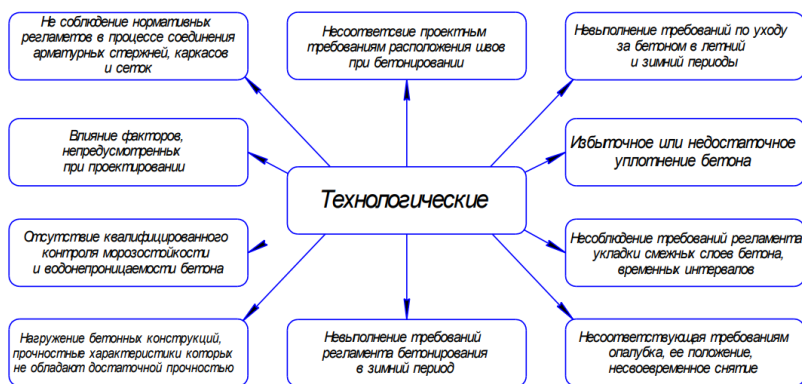 Не соблюдение нормативных
регламетов в процессе соединения
арматурных стержней, каркасов
и сеток
Несоответсвие проектным
требованиям расположения швов
при бетонировании
Невыполнение требований по уходу
за бетоном в летний
и зимний периоды
Влияние факторов,
непредусмотренных
при проектировании
Избыточное или недостаточное
уплотнение бетона
Технологические
Отсутствие квалифицированного
контроля морозостойкости
и водонепроницаемости бетона
Несоблюдение требований регламента
укладки смежных слоев бетона,
временных интервалов
Нагружение бетонных конструкций,
прочностные характеристики которых
не обладают достаточной прочностью
Невыполнение требований
регламента бетонирования
в зимний период
Несоответствующая требованиям
опалубка, ее положение,
несвоевременное снятие